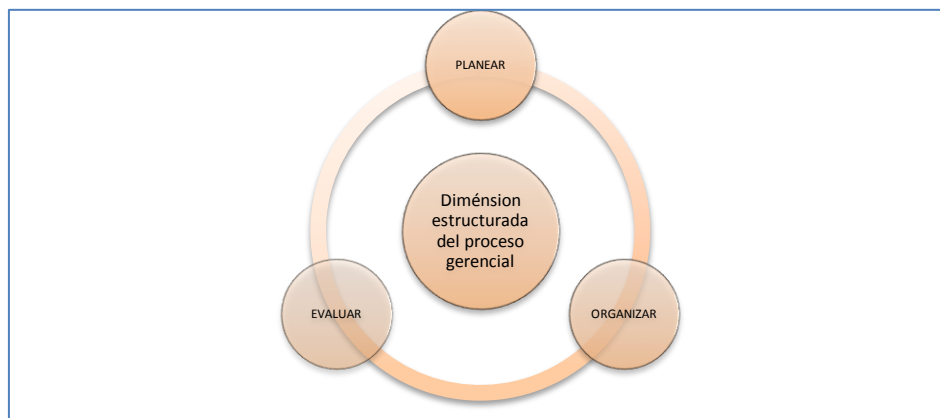 PLANEAR
Diménsion
estructurada
del proceso
gerencial
EVALUAR
ORGANIZAR